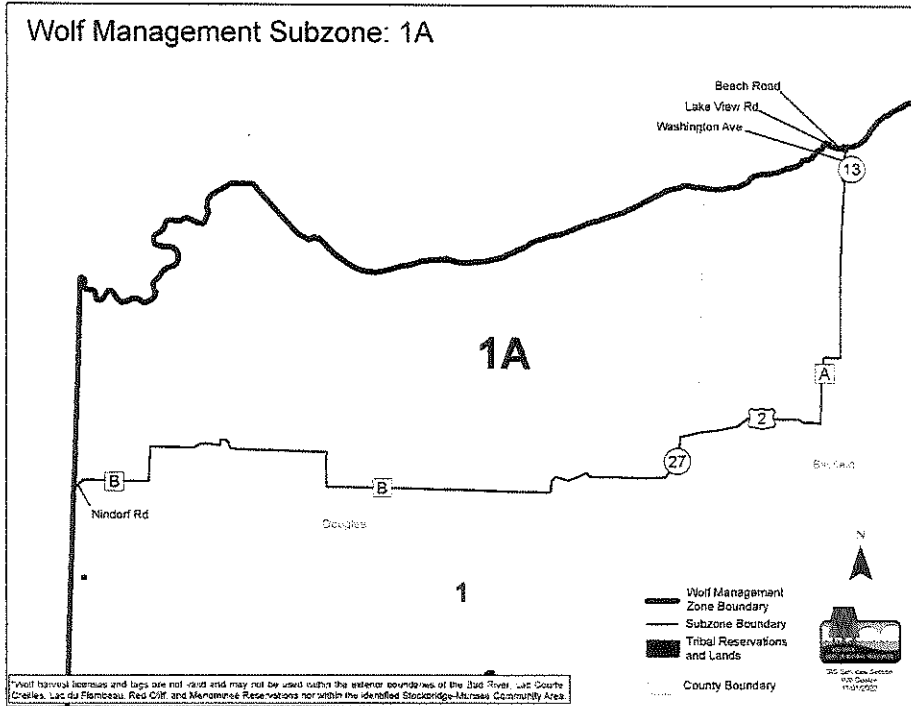 Wolf Management Subzone: 1A
Beach Road
Lake View Rd
Washington Ave
13
1A
A
2
27
B
B
Nindorf Rd
Douglas
1
N
Wolf Management
Zone Boundary
Subzone Boundary
Tribal Reservations
and Lands
County Boundary
*Wolf harvest licenses and tags are not valid and may not be used within the exterior boundaries of the Bad River, Lac Courte
Oreilles, Lac du Flambeau, Red Cliff, and Menominee Reservations nor within the identified Stockbridge-Munsee Community Area.
GIS Services Section